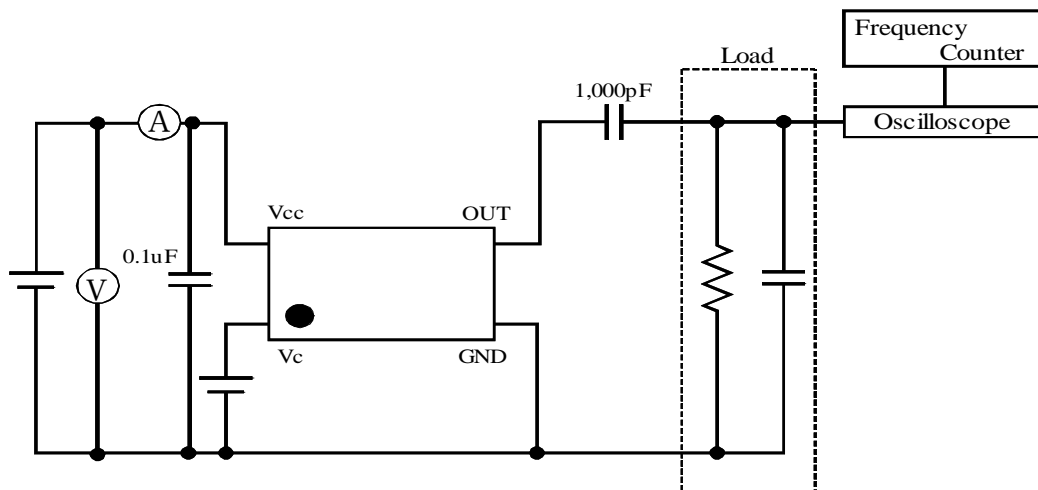 Frequency
Counter
Load
1,000pF
Oscilloscope
A
Vcc
OUT
0.1uF
V
Vc
GND